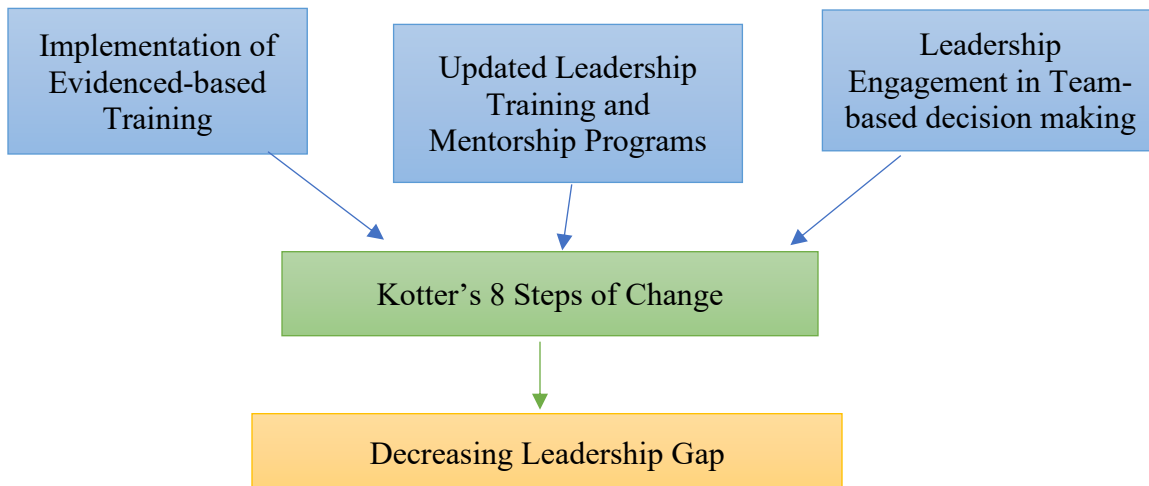 Implementation of
Evidenced-based
Training
Updated Leadership
Training and
Mentorship Programs
Leadership
Engagement in Team-
based decision making
Kotter’s 8 Steps of Change
Decreasing Leadership Gap